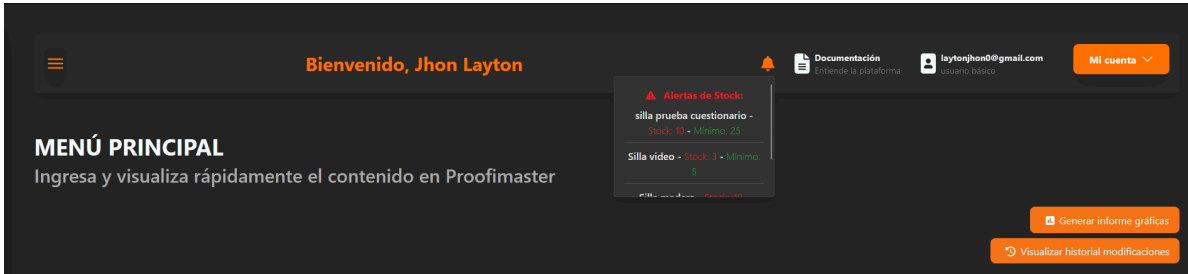 Bienvenido, Jhon Layton
Documentación
Entiende la plataforma
laytonjhon0@gmail.com
usuario básico
Mi cuenta
Alertas de Stock:
silla prueba cuestionario -
Stock: 10 - Mínimo: 25
Silla video - Stock: 3 - Mínimo:
5
MENÚ PRINCIPAL
Ingresa y visualiza rápidamente el contenido en Proofimaster
Generar informe gráficas
Visualizar historial modificaciones